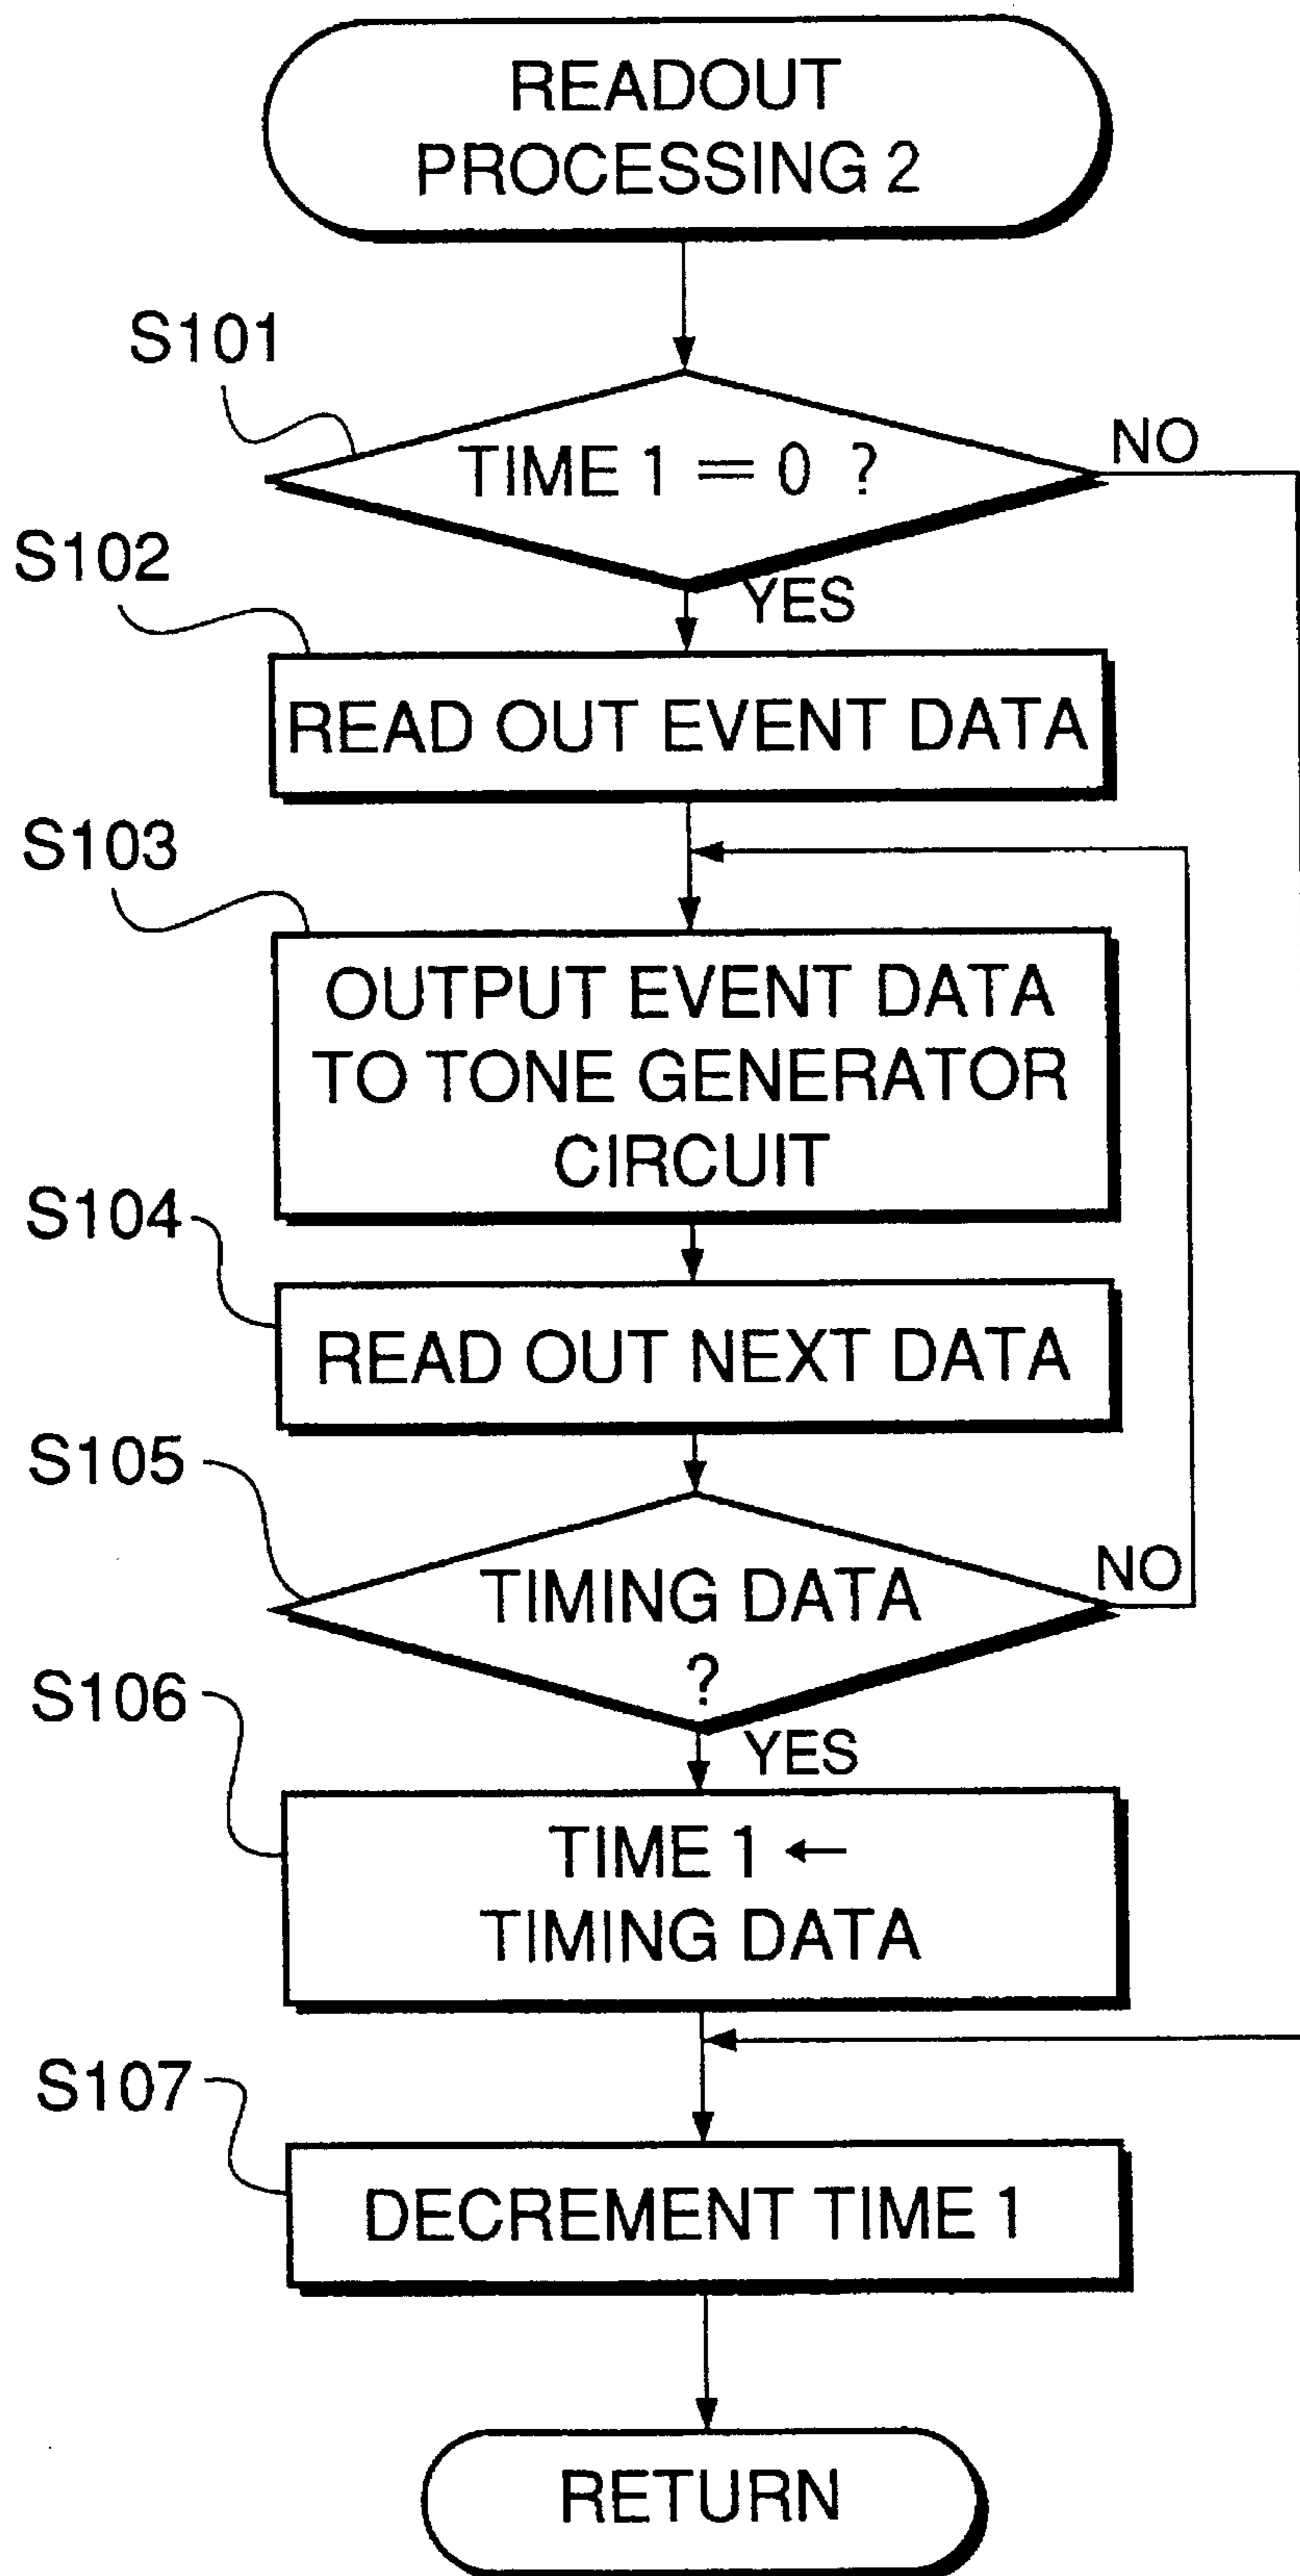 READOUT
PROCESSING 2
S101
TIME 1 = 0 ?
NO
S102
YES
READ OUT EVENT DATA
S103
OUTPUT EVENT DATA
TO TONE GENERATOR
CIRCUIT
S104
READ OUT NEXT DATA
S105
TIMING DATA
?
NO
S106
YES
TIME 1 ←
TIMING DATA
S107
DECREMENT TIME 1
RETURN